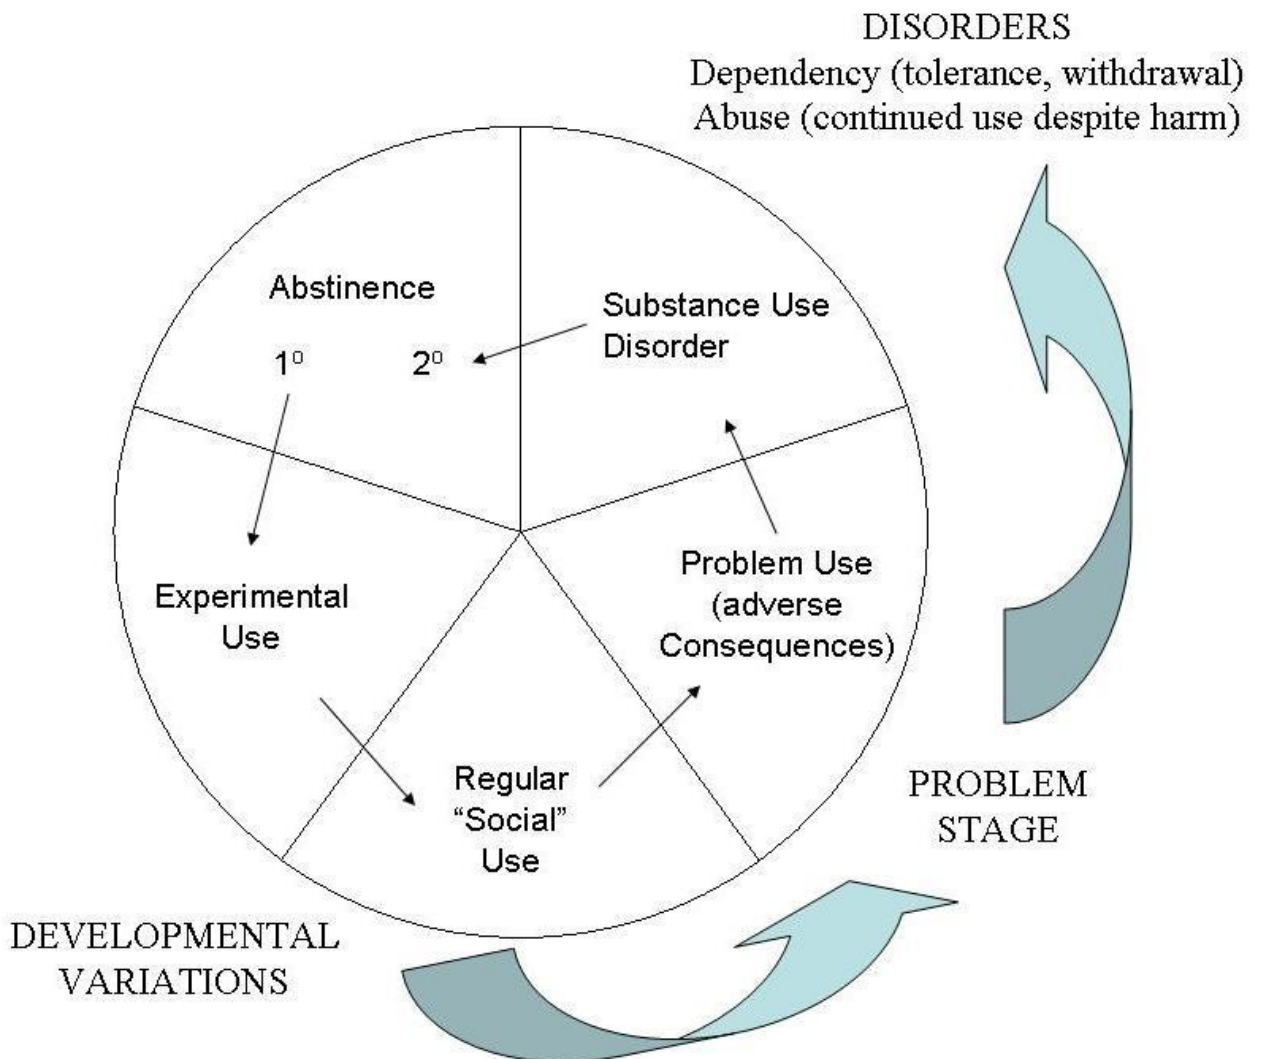 DISORDERS
Dependency (tolerance, withdrawal)
Abuse (continued use despite harm)
Abstinence
1º 2º
Substance Use
Disorder
Experimental
Use
Problem Use
(adverse
Consequences)
Regular
“Social”
Use
PROBLEM
STAGE
DEVELOPMENTAL
VARIATIONS